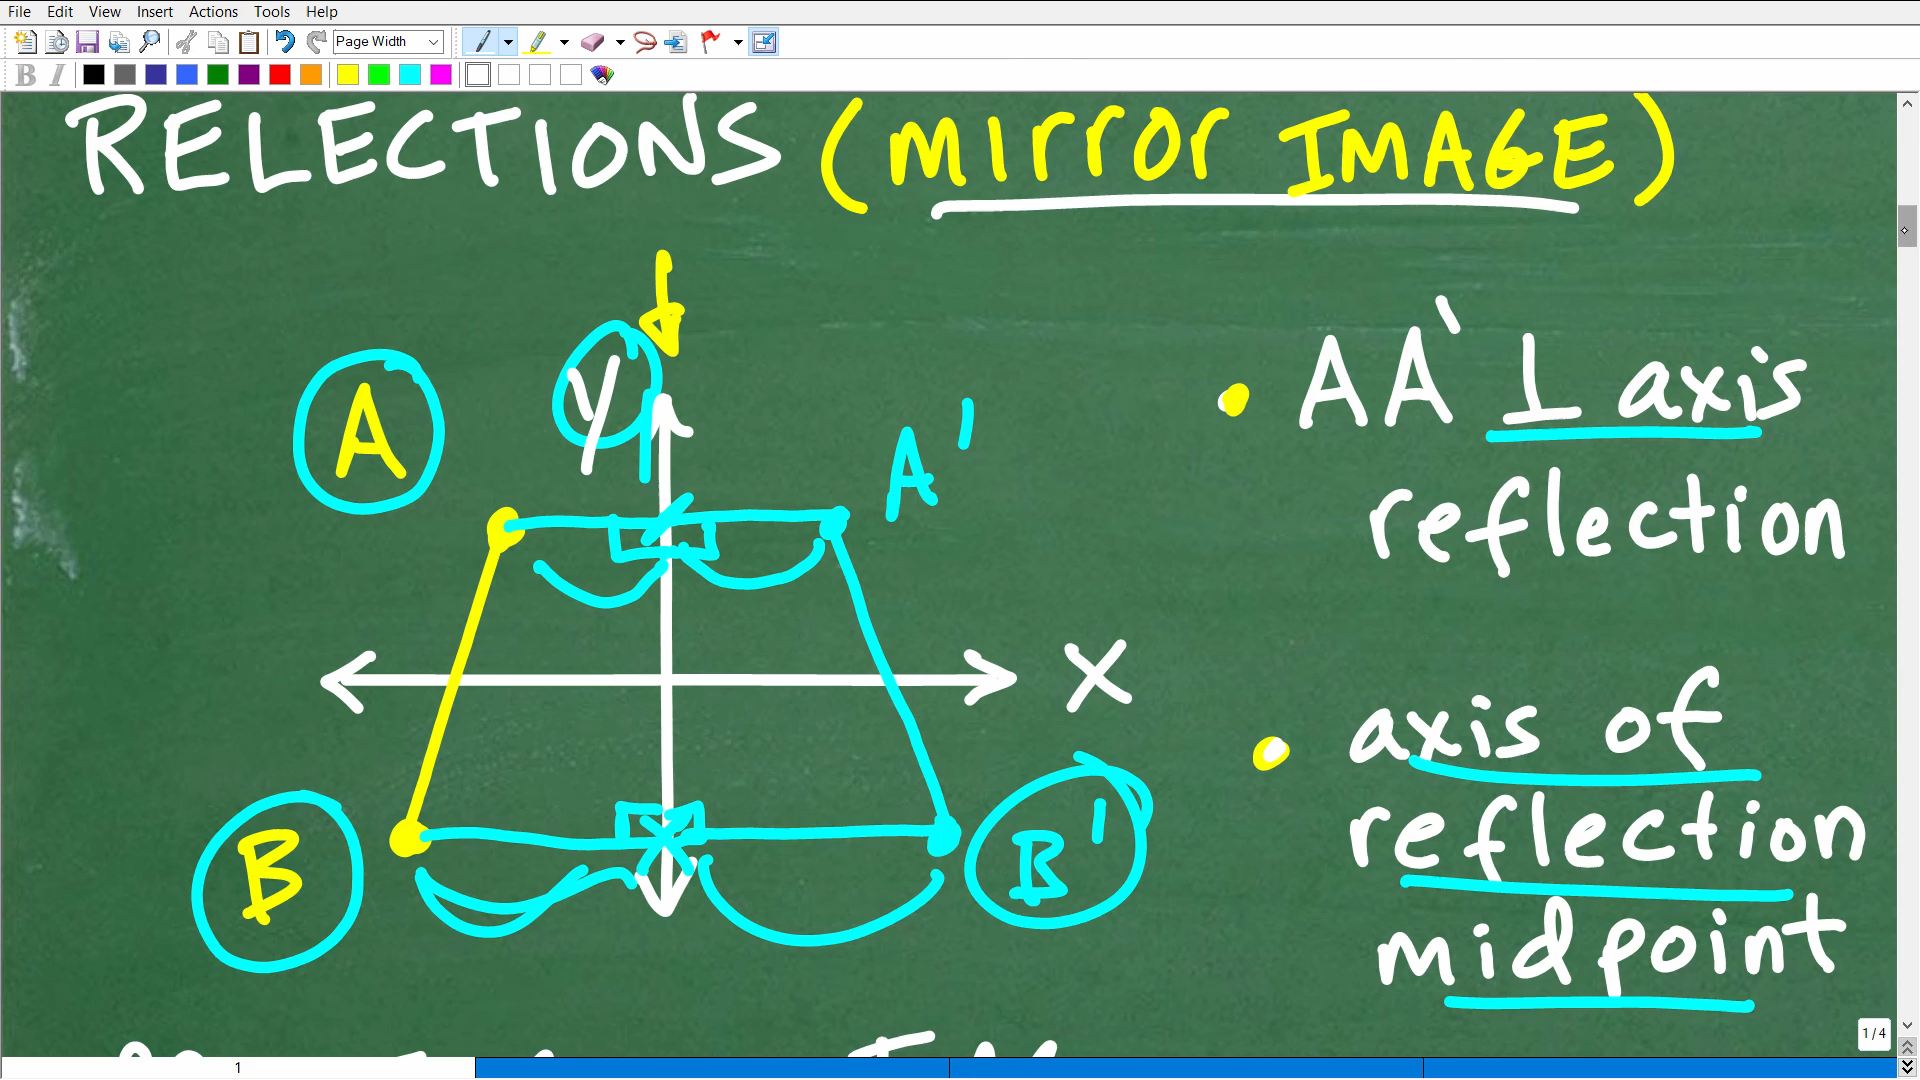 File Edit View Insert Actions Tools Help
Page Width
B I
RELECTIONS (MIRROR IMAGE)
A
y
A'
AA' ⊥ axis
reflection
X
axis of
reflection
midpoint
B
B'
1 / 4
1